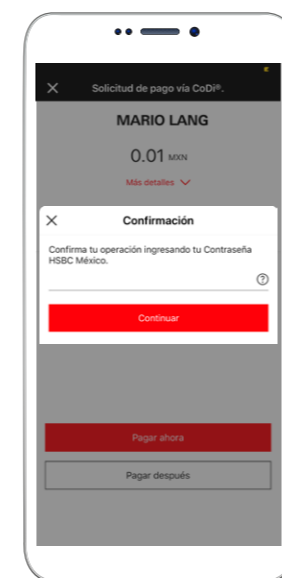 Solicitud de pago vía CoDi®.
MARIO LANG
0.01 MXN
Más detalles
Confirmación
Confirma tu operación ingresando tu Contraseña
HSBC México.
Continuar
Pagar ahora
Pagar después